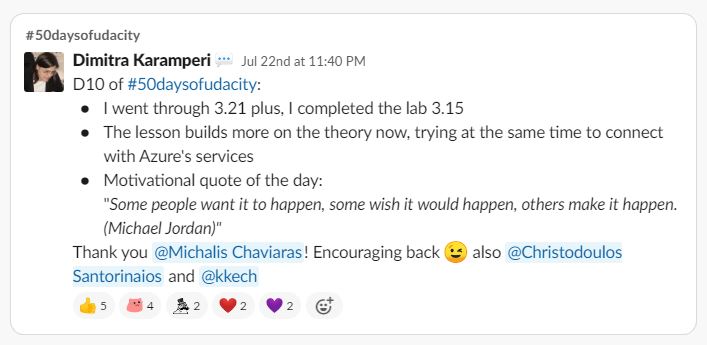 #50daysofudacity
Dimitra Karamperi 💬 Jul 22nd at 11:40 PM
D10 of #50daysofudacity:
• I went through 3.21 plus, I completed the lab 3.15
• The lesson builds more on the theory now, trying at the same time to connect
with Azure's services
• Motivational quote of the day:
"Some people want it to happen, some wish it would happen, others make it happen.
(Michael Jordan)"
Thank you @Michalis Chaviaras! Encouraging back 😉 also @Christodoulos
Santorinaios and @kkech
👍 5 4 2 ❤️ 2 💜 2